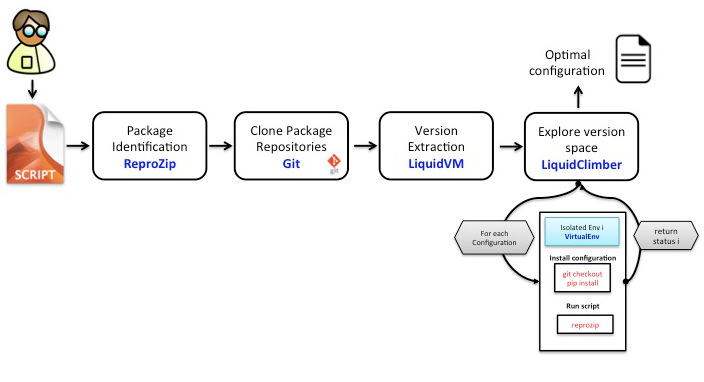 Optimal
configuration
SCRIPT
Package
Identification
ReproZip
Clone Package
Repositories
Git
git
Version
Extraction
LiquidVM
Explore version
space
LiquidClimber
For each
Configuration
Isolated Env i
VirtualEnv
Install configuration
git checkout
pip install
Run script
reprozip
return
status i